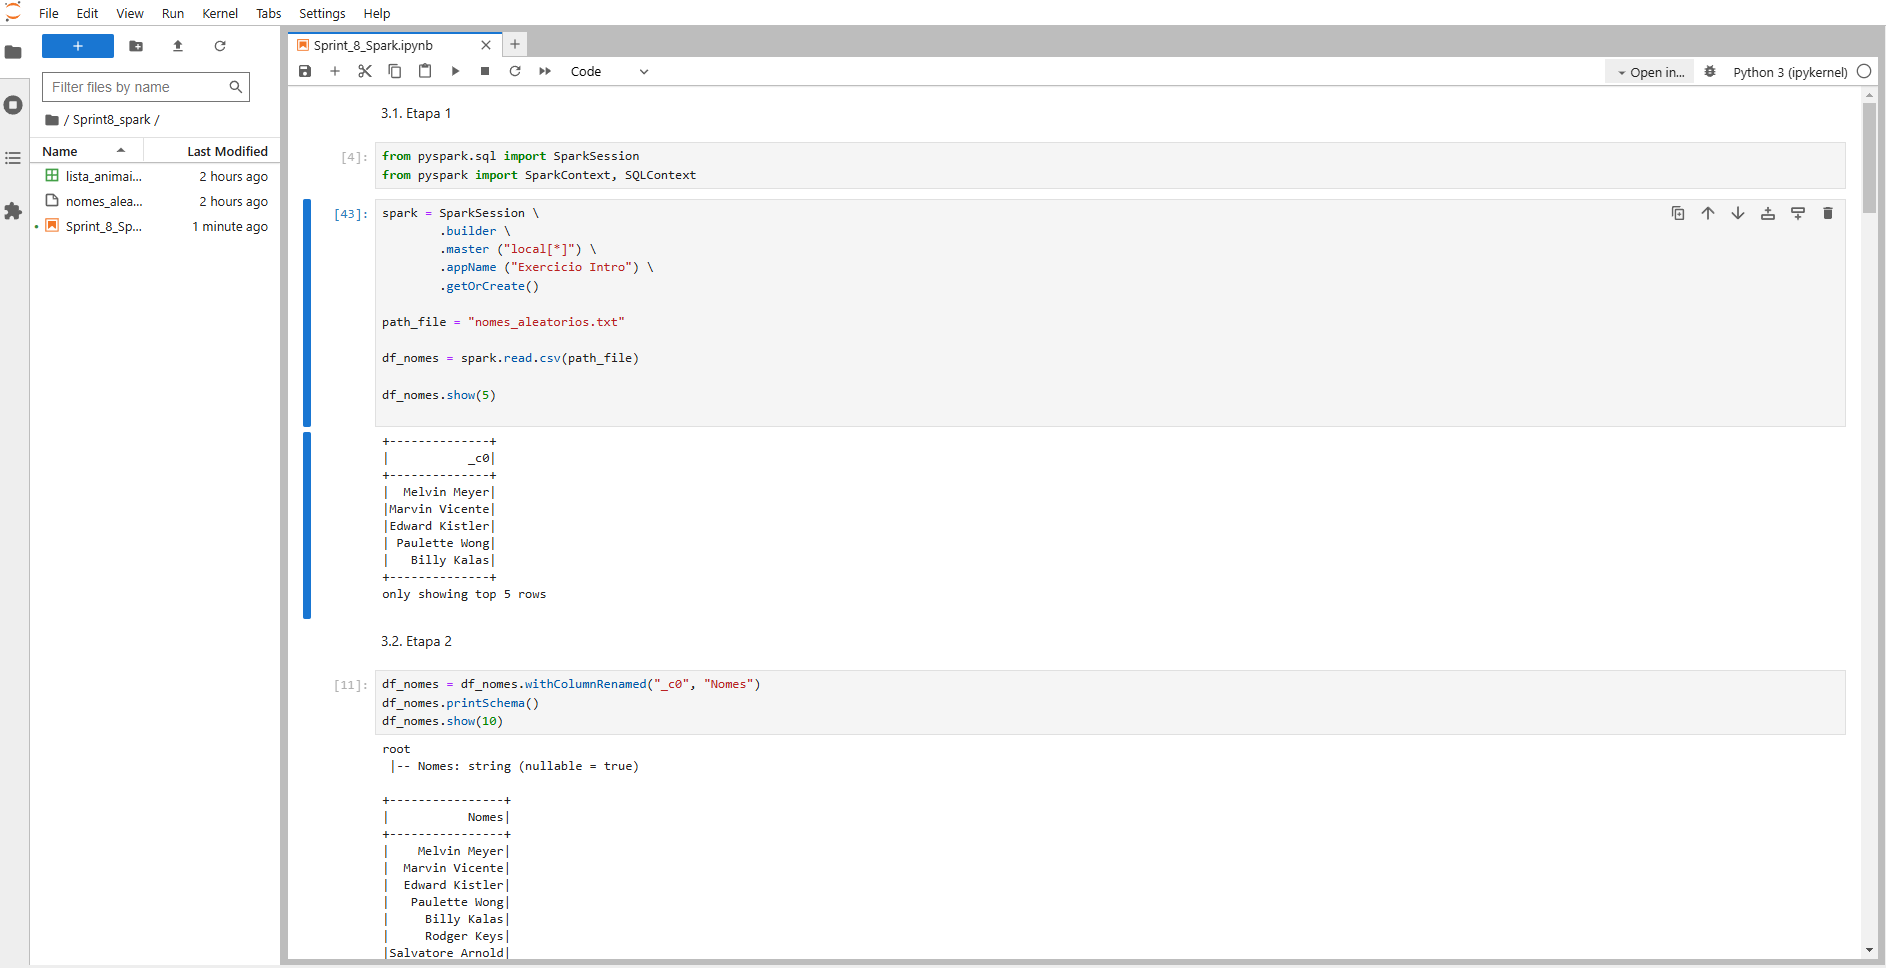 File Edit View Run Kernel Tabs Settings Help
+
Filter files by name
/ Sprint8_spark /
Name Last Modified
lista_animai... 2 hours ago
nomes_alea... 2 hours ago
Sprint_8_Sp... 1 minute ago
Sprint_8_Spark.ipynb
Code
Open in...
Python 3 (ipykernel)
3.1. Etapa 1
[4]:
from pyspark.sql import SparkSession
from pyspark import SparkContext, SQLContext
[43]:
spark = SparkSession \
        .builder \
        .master ("local[*]") \
        .appName ("Exercicio Intro") \
        .getOrCreate()
path_file = "nomes_aleatorios.txt"
df_nomes = spark.read.csv(path_file)
df_nomes.show(5)
+--------------+
|           _c0|
+--------------+
|  Melvin Meyer|
|Marvin Vicente|
|Edward Kistler|
| Paulette Wong|
|   Billy Kalas|
+--------------+
only showing top 5 rows
3.2. Etapa 2
[11]:
df_nomes = df_nomes.withColumnRenamed("_c0", "Nomes")
df_nomes.printSchema()
df_nomes.show(10)
root
 |-- Nomes: string (nullable = true)
+----------------+
|           Nomes|
+----------------+
|    Melvin Meyer|
|  Marvin Vicente|
|  Edward Kistler|
|   Paulette Wong|
|     Billy Kalas|
|     Rodger Keys|
|Salvatore Arnold|